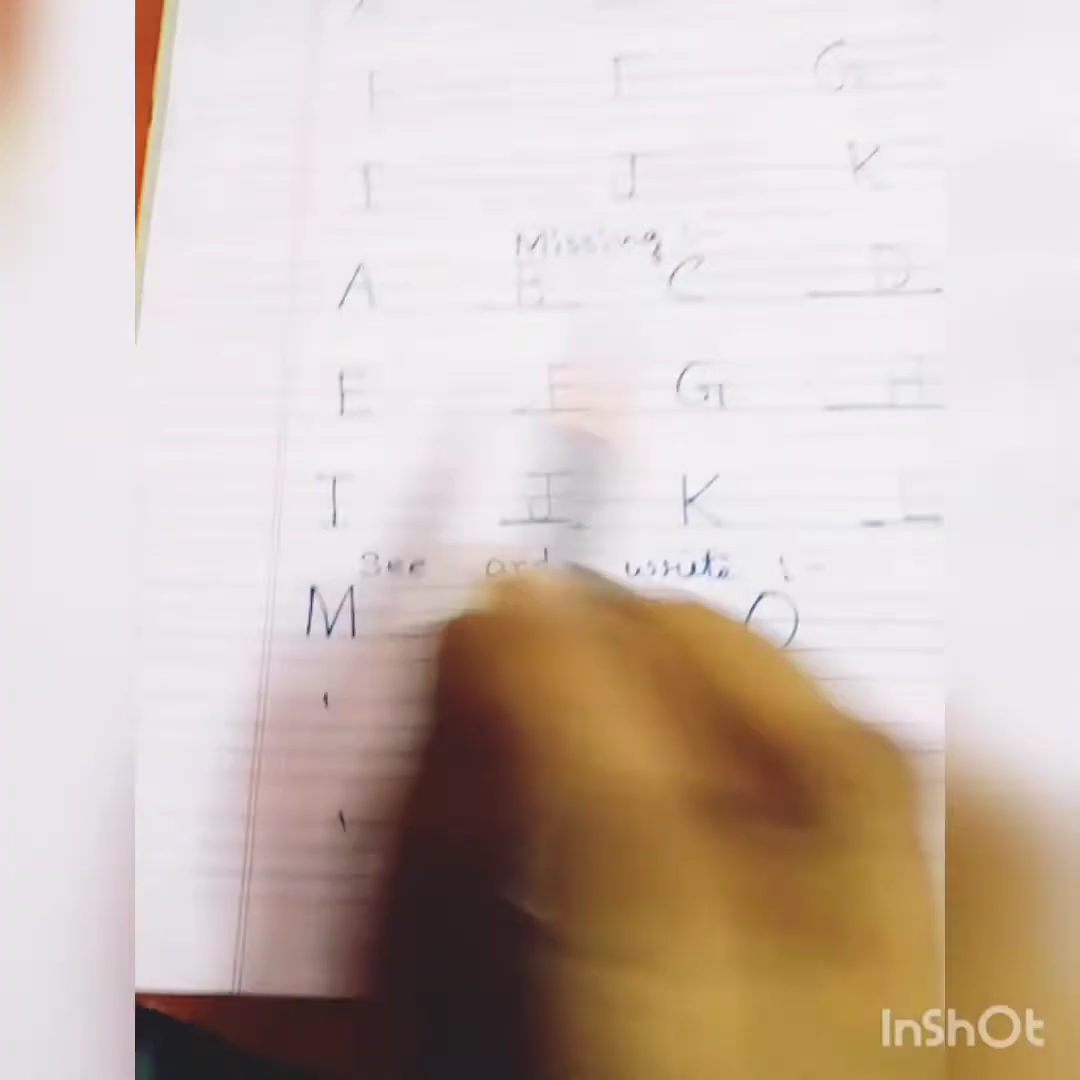 E F G
I J K
Missing :-
A B C D
E F G H
I J K L
See and write :-
M O
InShOt